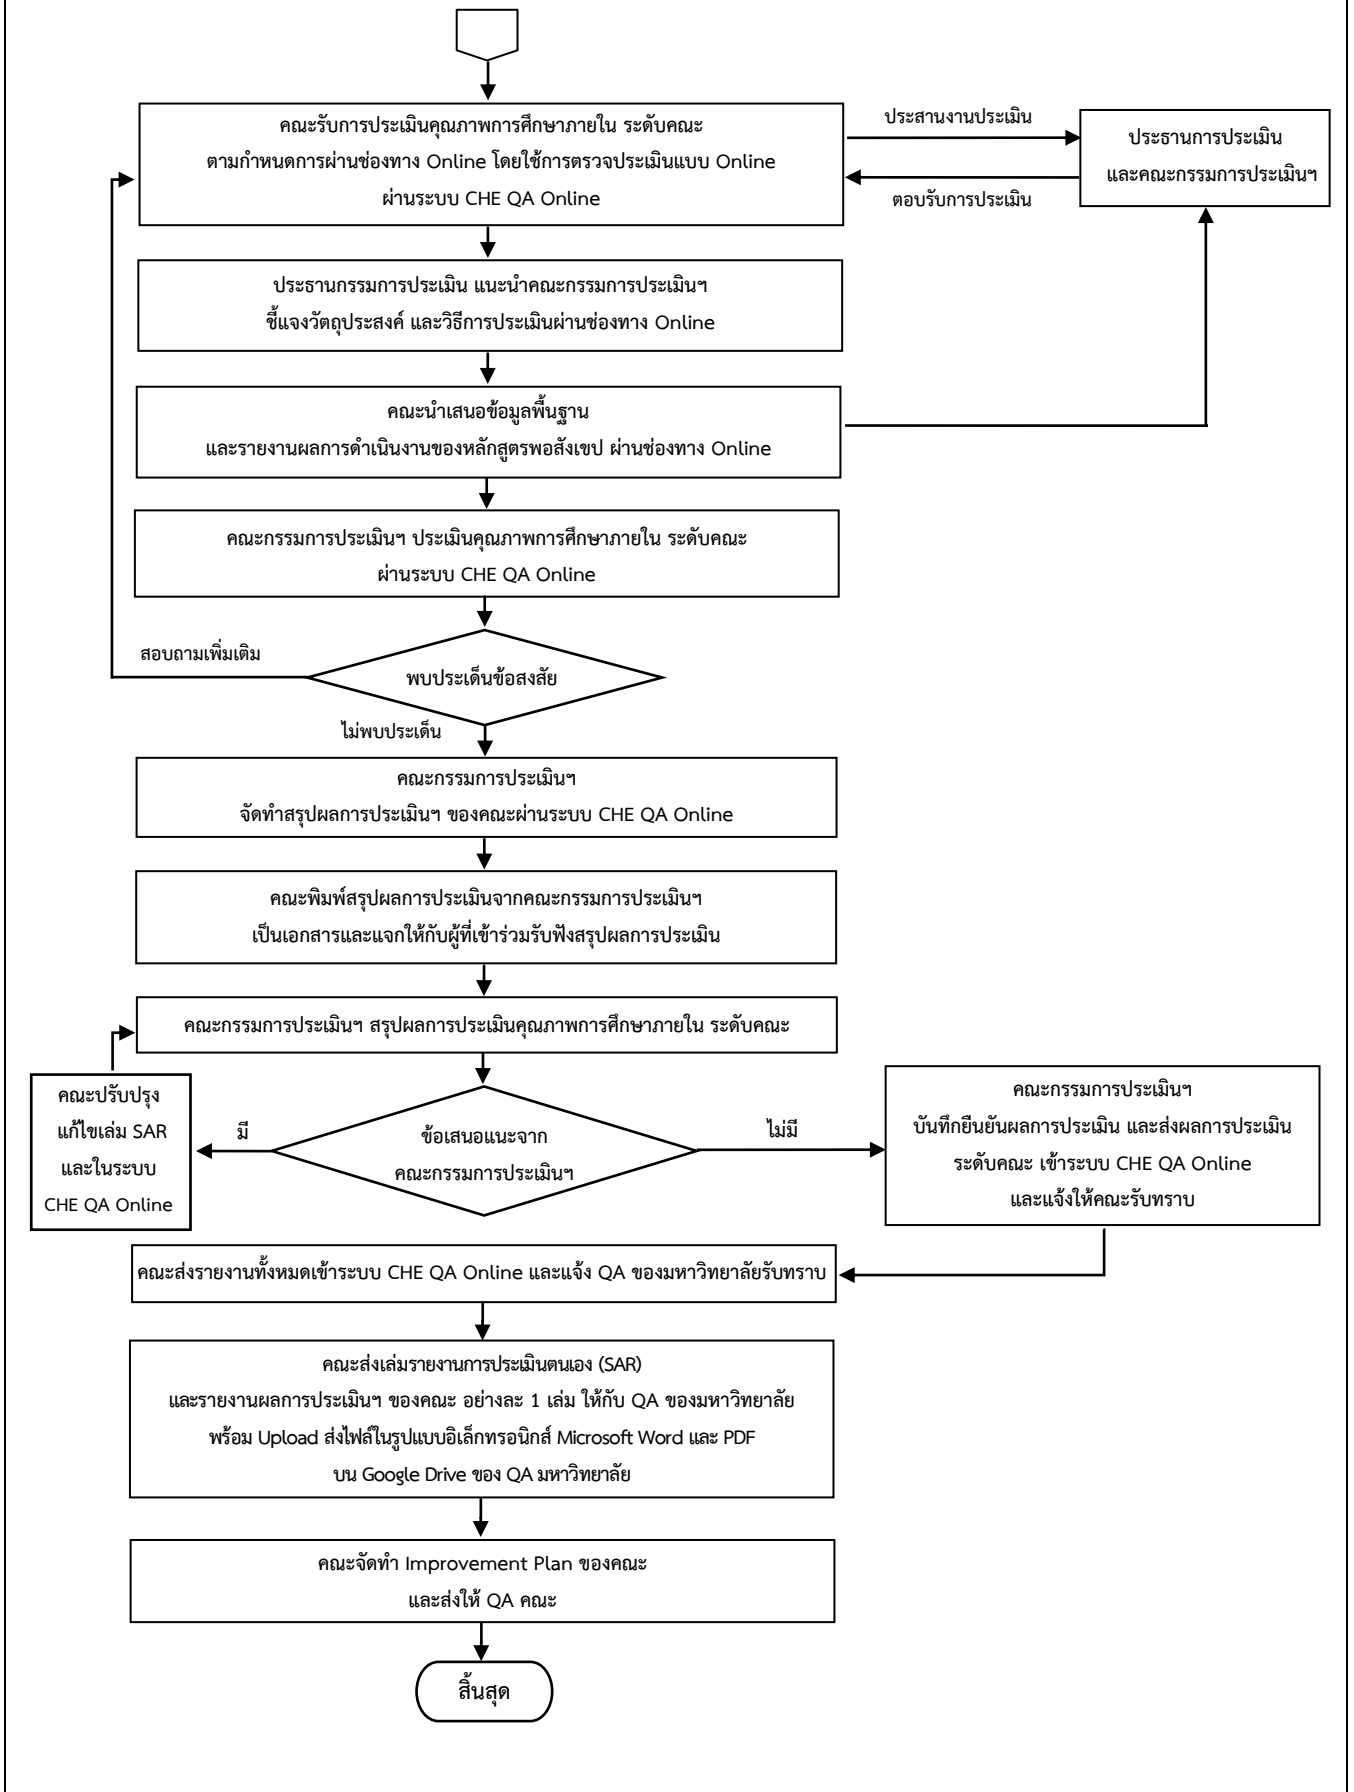 คณะรับการประเมินคุณภาพการศึกษาภายใน ระดับคณะ
ตามกำหนดการผ่านช่องทาง Online โดยใช้การตรวจประเมินแบบ Online
ผ่านระบบ CHE QA Online
ประสานงานประเมิน
ตอบรับการประเมิน
ประธานการประเมิน
และคณะกรรมการประเมินฯ
ประธานกรรมการประเมิน แนะนำคณะกรรมการประเมินฯ
ชี้แจงวัตถุประสงค์ และวิธีการประเมินผ่านช่องทาง Online
คณะนำเสนอข้อมูลพื้นฐาน
และรายงานผลการดำเนินงานของหลักสูตรพอสังเขป ผ่านช่องทาง Online
คณะกรรมการประเมินฯ ประเมินคุณภาพการศึกษาภายใน ระดับคณะ
ผ่านระบบ CHE QA Online
สอบถามเพิ่มเติม
พบประเด็นข้อสงสัย
ไม่พบประเด็น
คณะกรรมการประเมินฯ
จัดทำสรุปผลการประเมินฯ ของคณะผ่านระบบ CHE QA Online
คณะพิมพ์สรุปผลการประเมินจากคณะกรรมการประเมินฯ
เป็นเอกสารและแจกให้กับผู้ที่เข้าร่วมรับฟังสรุปผลการประเมิน
คณะกรรมการประเมินฯ สรุปผลการประเมินคุณภาพการศึกษาภายใน ระดับคณะ
คณะปรับปรุง
แก้ไขเล่ม SAR
และในระบบ
CHE QA Online
มี
ข้อเสนอแนะจาก
คณะกรรมการประเมินฯ
ไม่มี
คณะกรรมการประเมินฯ
บันทึกยืนยันผลการประเมิน และส่งผลการประเมิน
ระดับคณะ เข้าระบบ CHE QA Online
และแจ้งให้คณะรับทราบ
คณะส่งรายงานทั้งหมดเข้าระบบ CHE QA Online และแจ้ง QA ของมหาวิทยาลัยรับทราบ
คณะส่งเล่มรายงานการประเมินตนเอง (SAR)
และรายงานผลการประเมินฯ ของคณะ อย่างละ 1 เล่ม ให้กับ QA ของมหาวิทยาลัย
พร้อม Upload ส่งไฟล์ในรูปแบบอิเล็กทรอนิกส์ Microsoft Word และ PDF
บน Google Drive ของ QA มหาวิทยาลัย
คณะจัดทำ Improvement Plan ของคณะ
และส่งให้ QA คณะ
สิ้นสุด